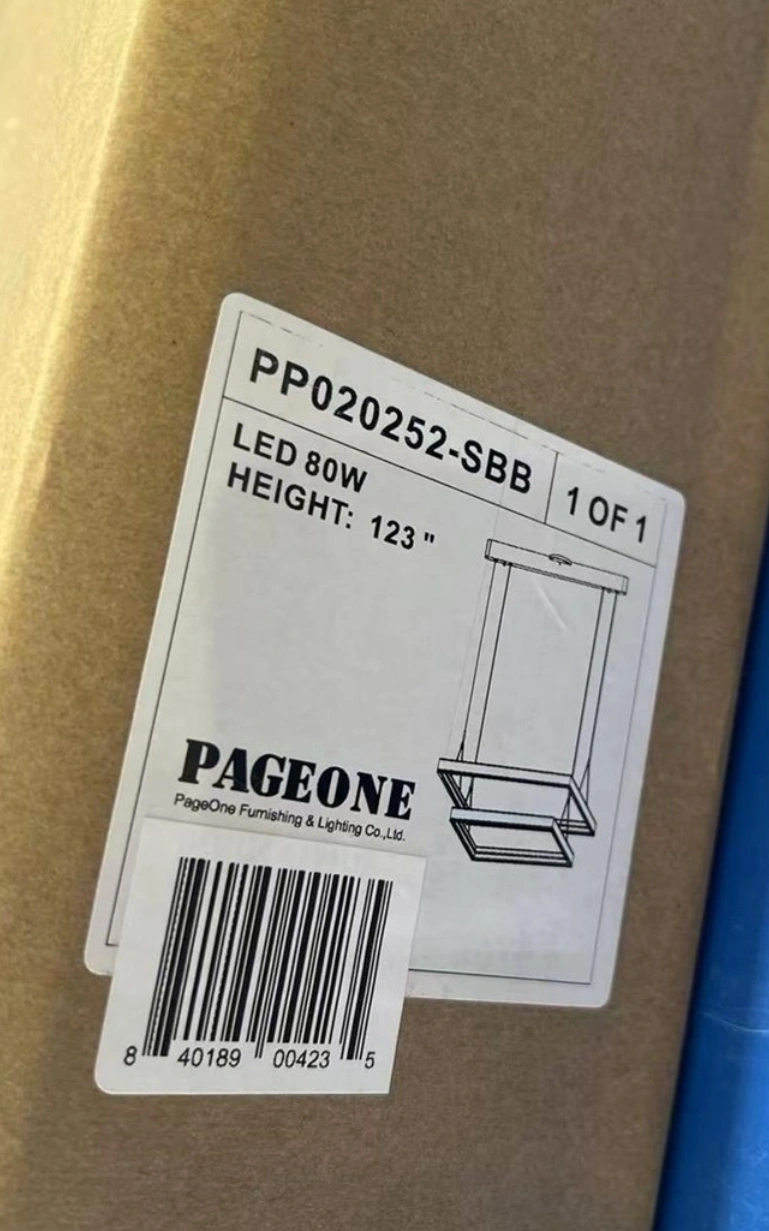 PP020252-SBB
1 OF 1
LED 80W
HEIGHT: 123 "
PAGEONE
PageOne Furnishing & Lighting Co.,Ltd.
8 40189 00423 5